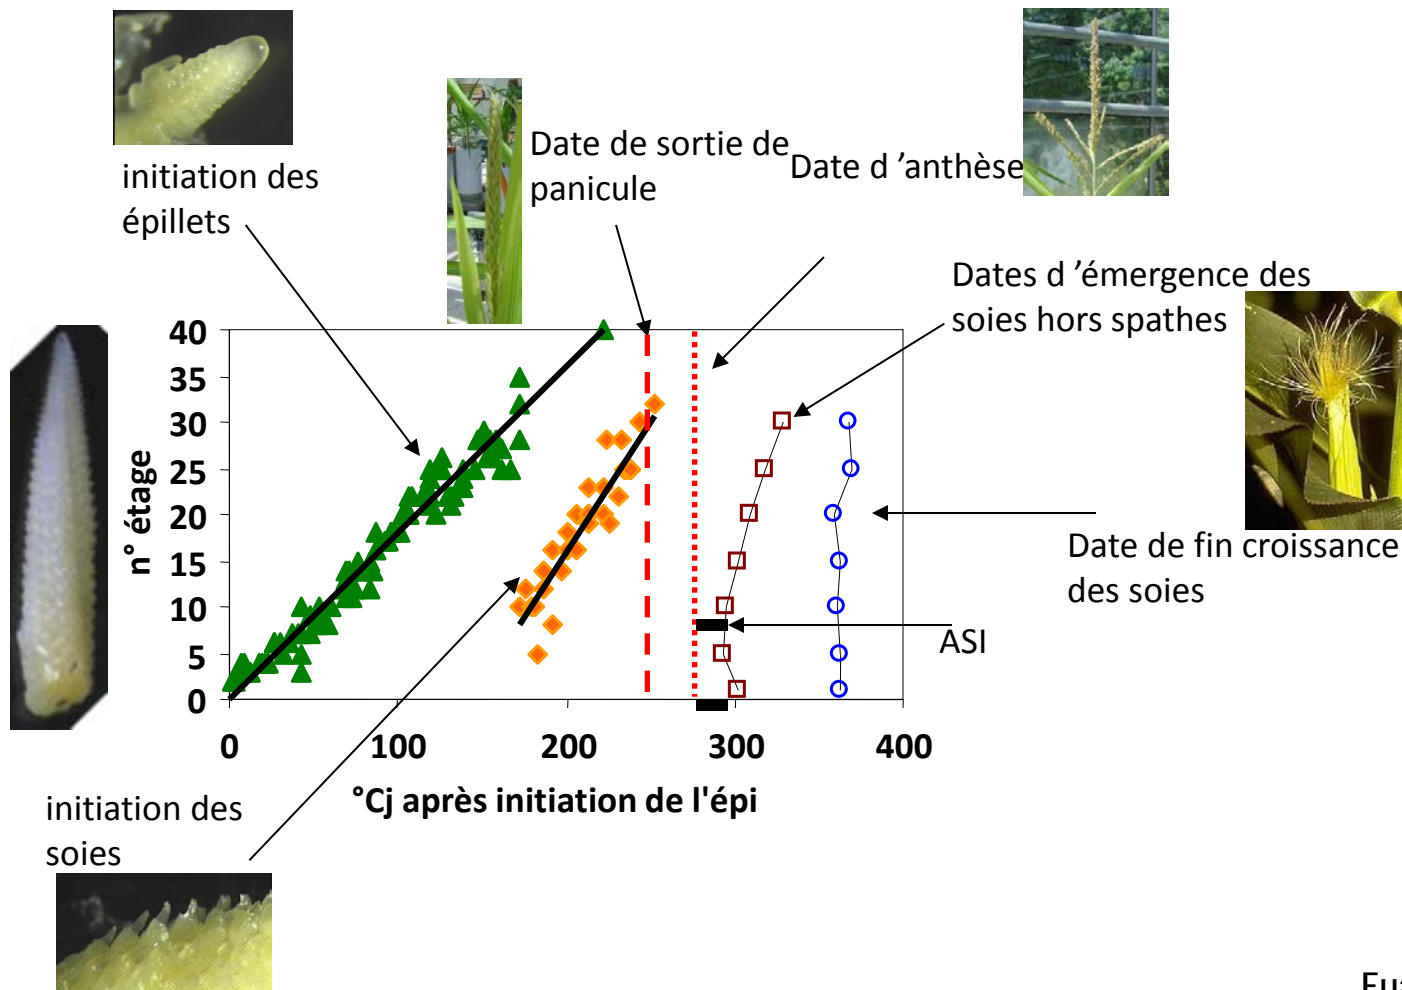 initiation des
épillets
Date de sortie de
panicule
Date d ’anthèse
Dates d ’émergence des
soies hors spathes
40
35
30
25
20
15
10
5
0
n° étage
Date de fin croissance
des soies
ASI
0 100 200 300 400
°Cj après initiation de l'épi
initiation des
soies